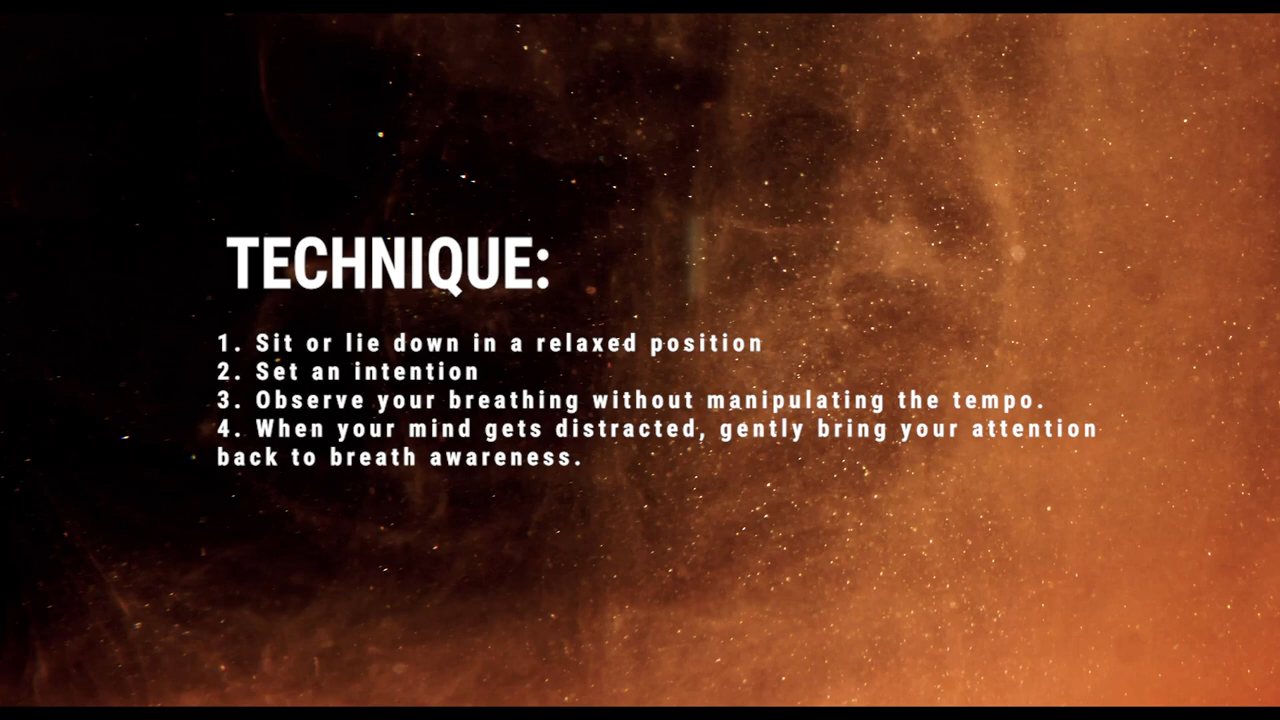 TECHNIQUE:
1. Sit or lie down in a relaxed position
2. Set an intention
3. Observe your breathing without manipulating the tempo.
4. When your mind gets distracted, gently bring your attention
back to breath awareness.